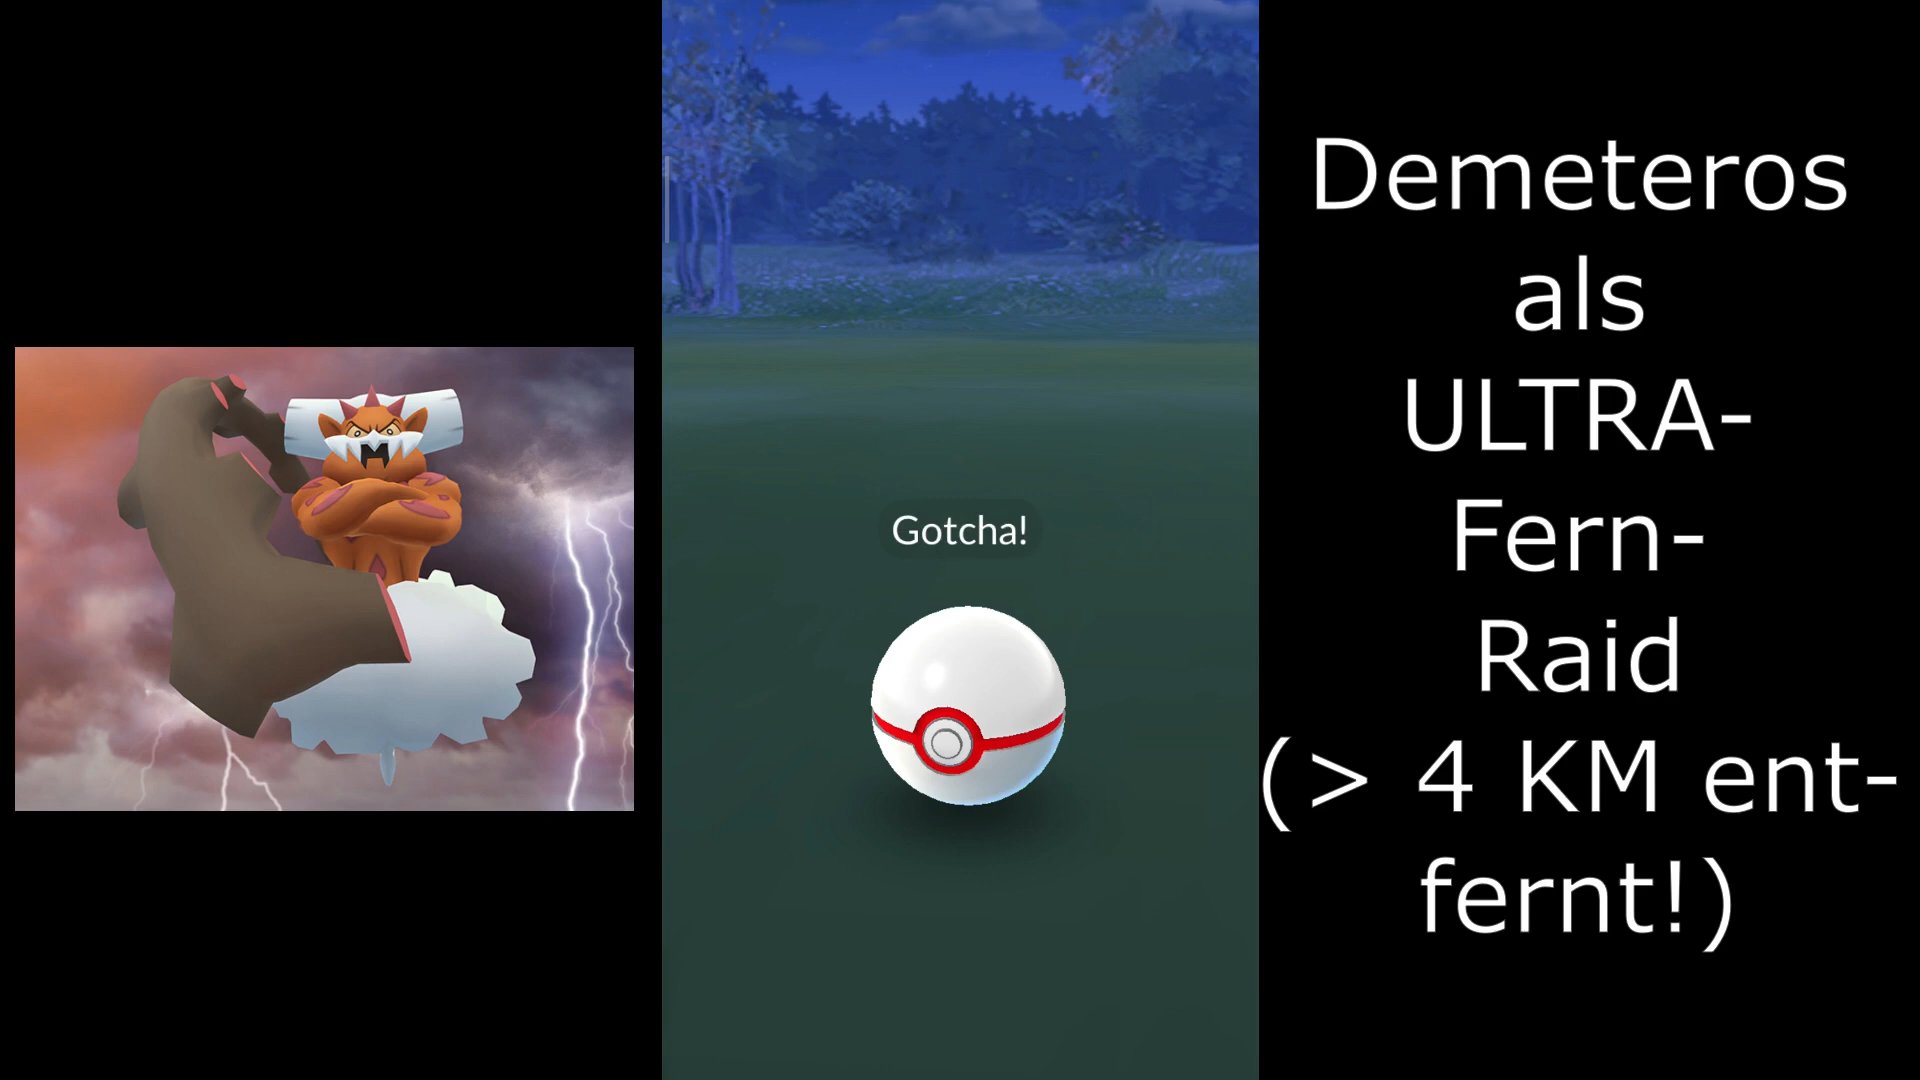 Gotcha!
Demeteros
als
ULTRA-
Fern-
Raid
(> 4 KM ent-
fernt!)